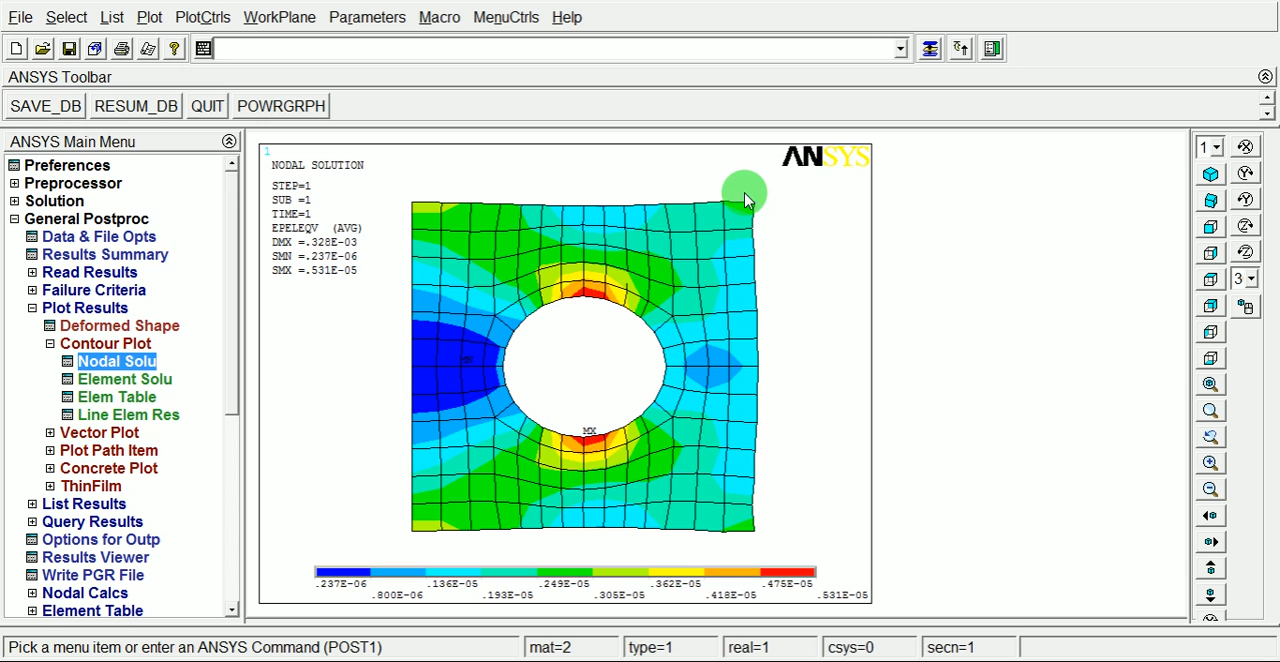 File Select List Plot PlotCtrls WorkPlane Parameters Macro MenuCtrls Help
ANSYS Toolbar
SAVE_DB RESUM_DB QUIT POWRGRPH
ANSYS Main Menu
Preferences
Preprocessor
Solution
General Postproc
Data & File Opts
Results Summary
Read Results
Failure Criteria
Plot Results
Deformed Shape
Contour Plot
Nodal Solu
Element Solu
Elem Table
Line Elem Res
Vector Plot
Plot Path Item
Concrete Plot
ThinFilm
List Results
Query Results
Options for Outp
Results Viewer
Write PGR File
Nodal Calcs
Element Table
1
NODAL SOLUTION
STEP=1
SUB =1
TIME=1
EPELEQV (AVG)
DMX =.328E-03
SMN =.237E-06
SMX =.531E-05
ANSYS
MN
MX
.237E-06 .136E-05 .249E-05 .362E-05 .475E-05
.800E-06 .193E-05 .305E-05 .418E-05 .531E-05
1
3
Pick a menu item or enter an ANSYS Command (POST1) mat=2 type=1 real=1 csys=0 secn=1